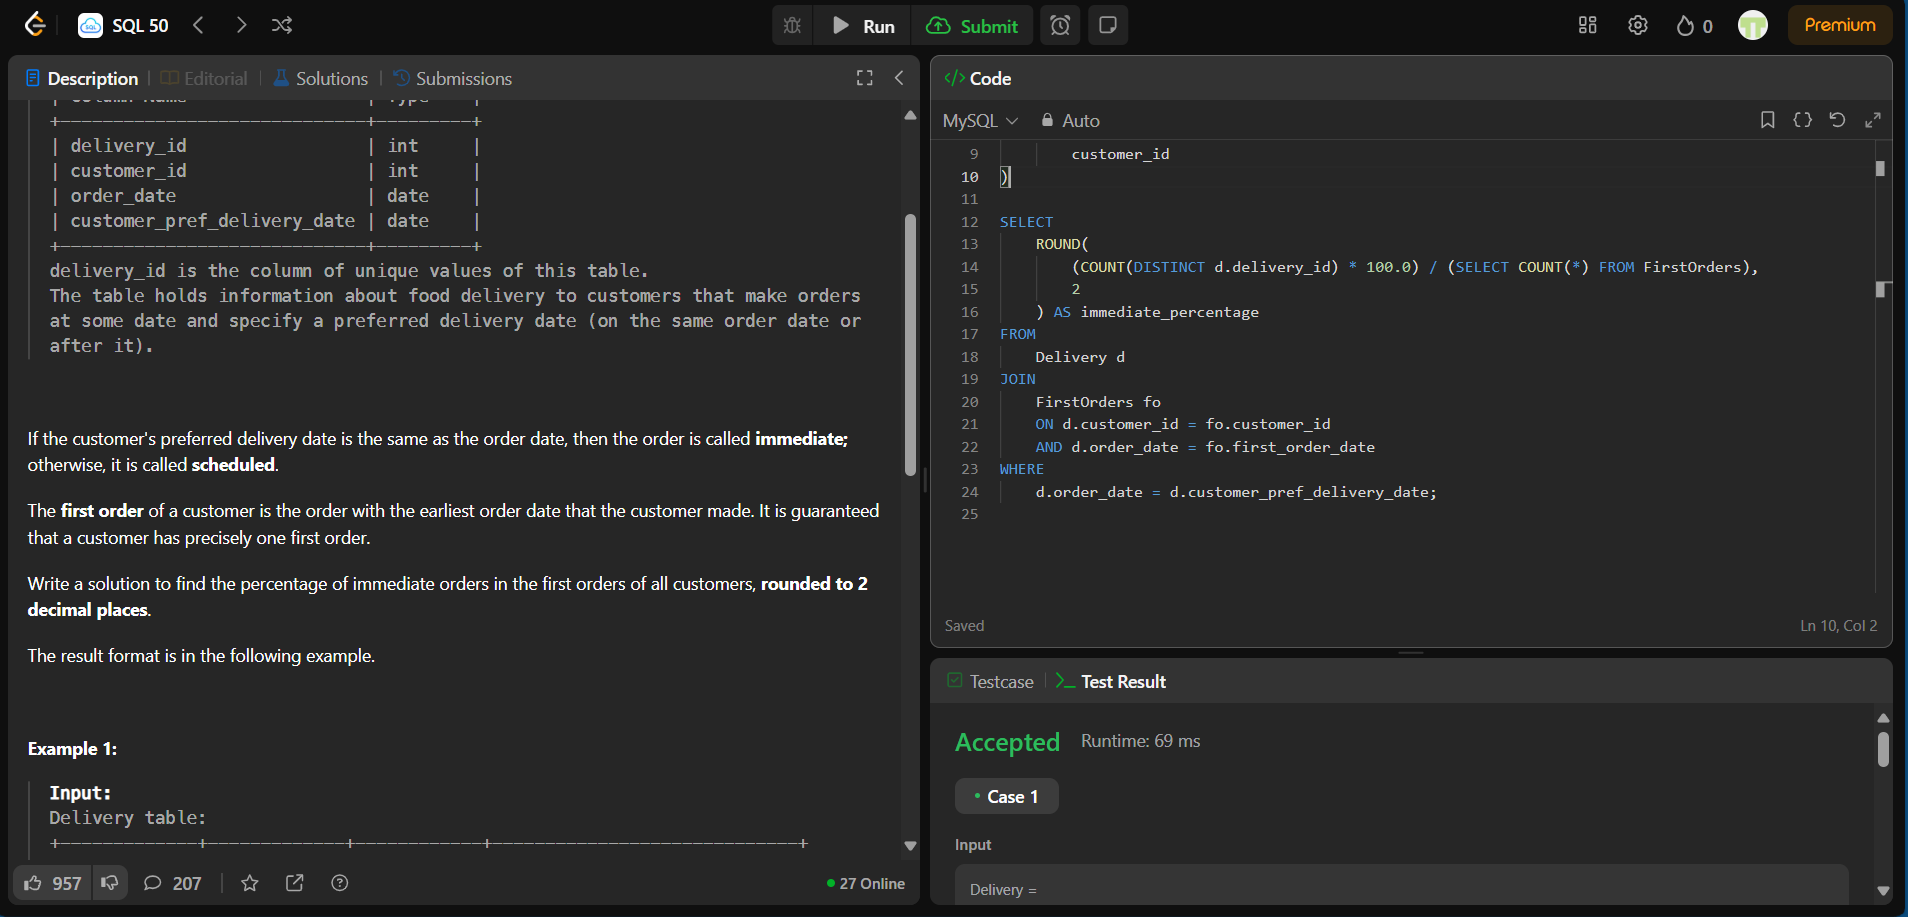 SQL 50
Run
Submit
0
Premium
Description
Editorial
Solutions
Submissions
| Column Name | Type |
+-----------------------------+---------+
| delivery_id | int |
| customer_id | int |
| order_date | date |
| customer_pref_delivery_date | date |
+-----------------------------+---------+
delivery_id is the column of unique values of this table.
The table holds information about food delivery to customers that make orders
at some date and specify a preferred delivery date (on the same order date or
after it).
If the customer's preferred delivery date is the same as the order date, then the order is called immediate;
otherwise, it is called scheduled.
The first order of a customer is the order with the earliest order date that the customer made. It is guaranteed
that a customer has precisely one first order.
Write a solution to find the percentage of immediate orders in the first orders of all customers, rounded to 2
decimal places.
The result format is in the following example.
Example 1:
Input:
Delivery table:
+-------------+-------------+------------+-----------------------------+
957
207
27 Online
</> Code
MySQL
Auto
9 customer_id
10 )
11
12 SELECT
13 ROUND(
14 (COUNT(DISTINCT d.delivery_id) * 100.0) / (SELECT COUNT(*) FROM FirstOrders),
15 2
16 ) AS immediate_percentage
17 FROM
18 Delivery d
19 JOIN
20 FirstOrders fo
21 ON d.customer_id = fo.customer_id
22 AND d.order_date = fo.first_order_date
23 WHERE
24 d.order_date = d.customer_pref_delivery_date;
25
Saved
Ln 10, Col 2
Testcase
Test Result
Accepted
Runtime: 69 ms
Case 1
Input
Delivery =